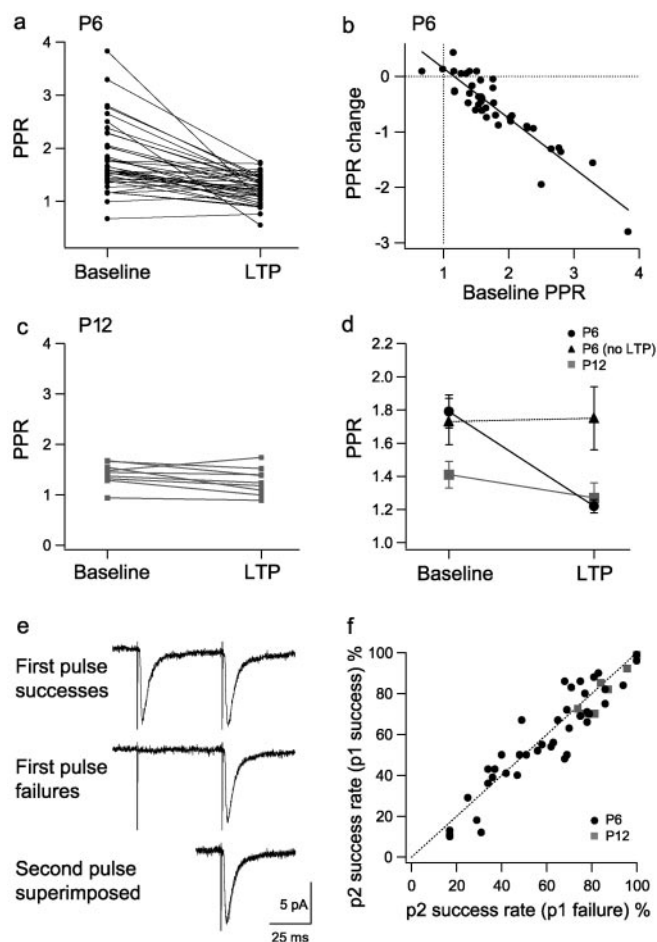 a P6
PPR
4
3
2
1
0
Baseline LTP
b P6
PPR change
0
-1
-2
-3
1 2 3 4
Baseline PPR
c P12
PPR
4
3
2
1
0
Baseline LTP
d
P6
P6 (no LTP)
P12
PPR
2.2
2.0
1.8
1.6
1.4
1.2
1.0
Baseline LTP
e
First pulse
successes
First pulse
failures
Second pulse
superimposed
5 pA
25 ms
f
p2 success rate (p1 success) %
100
80
60
40
20
0
P6
P12
0 20 40 60 80 100
p2 success rate (p1 failure) %